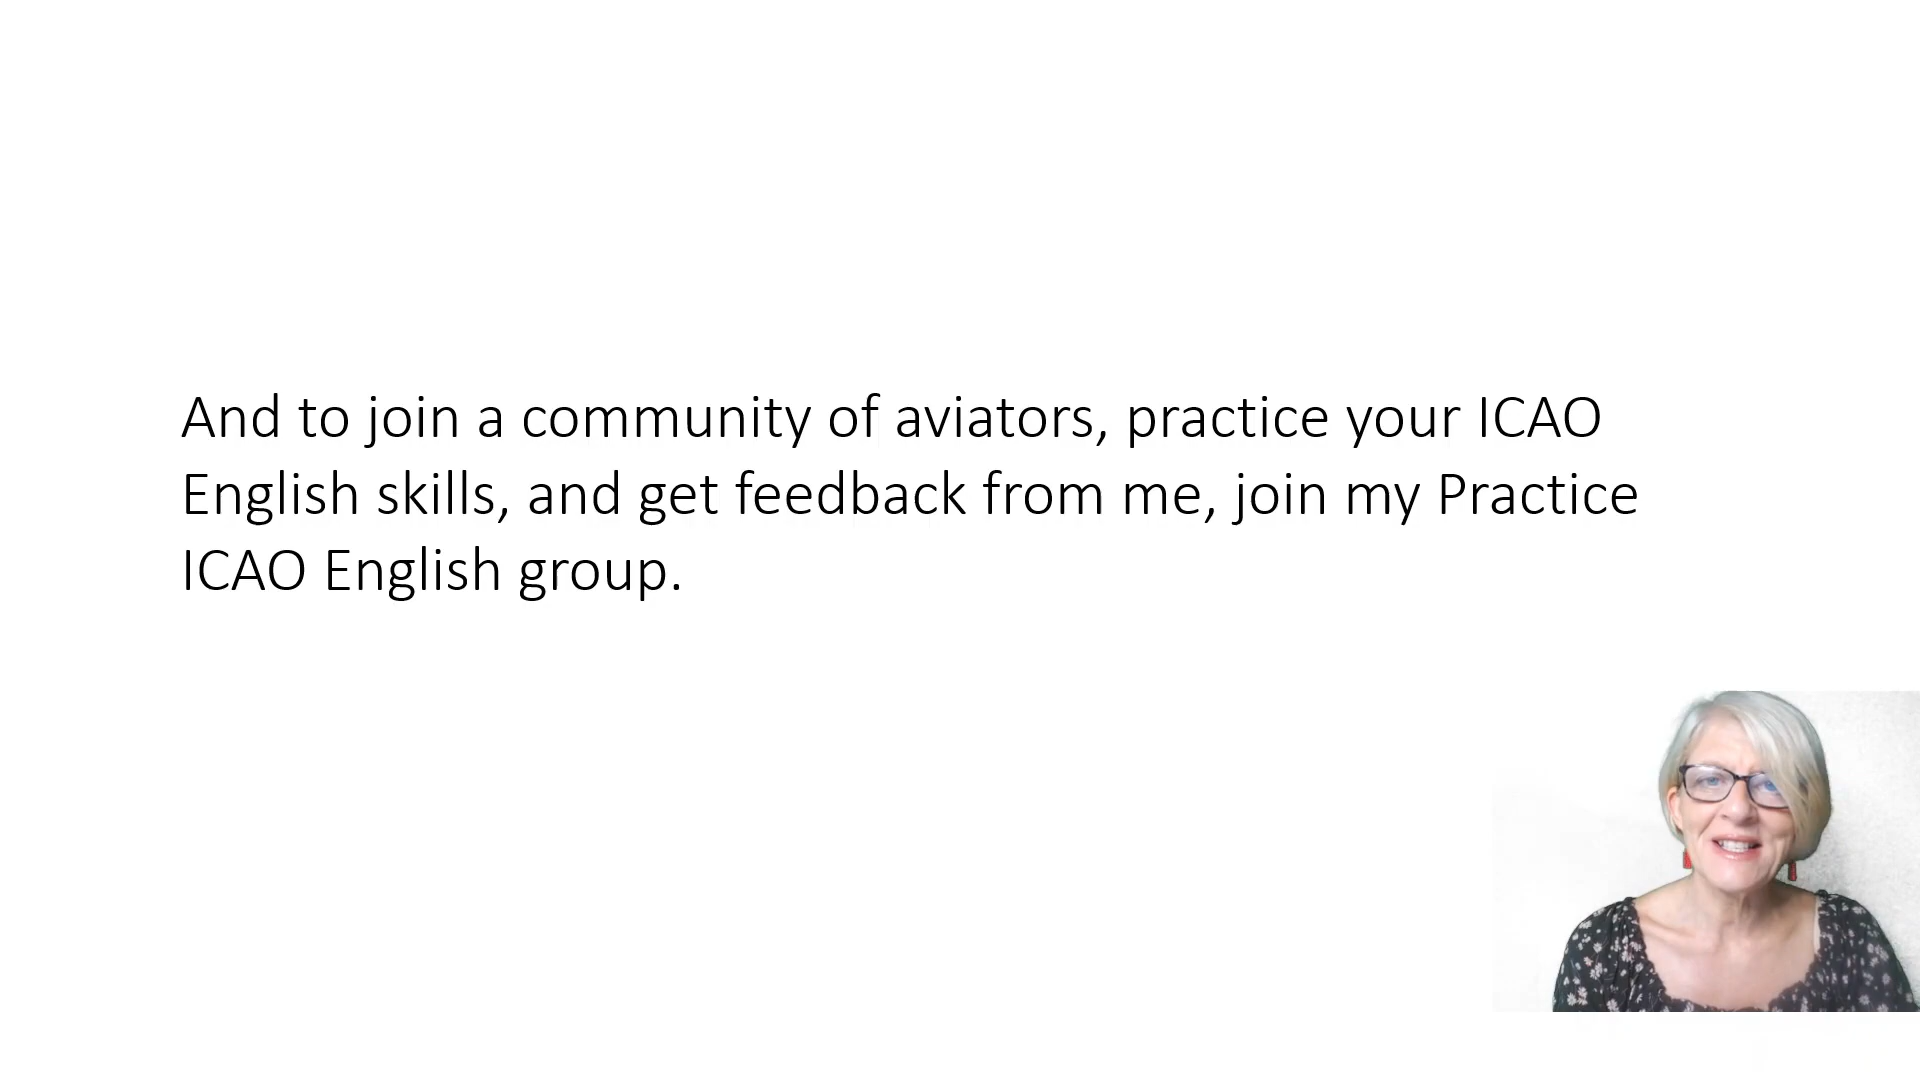 And to join a community of aviators, practice your ICAO
English skills, and get feedback from me, join my Practice
ICAO English group.